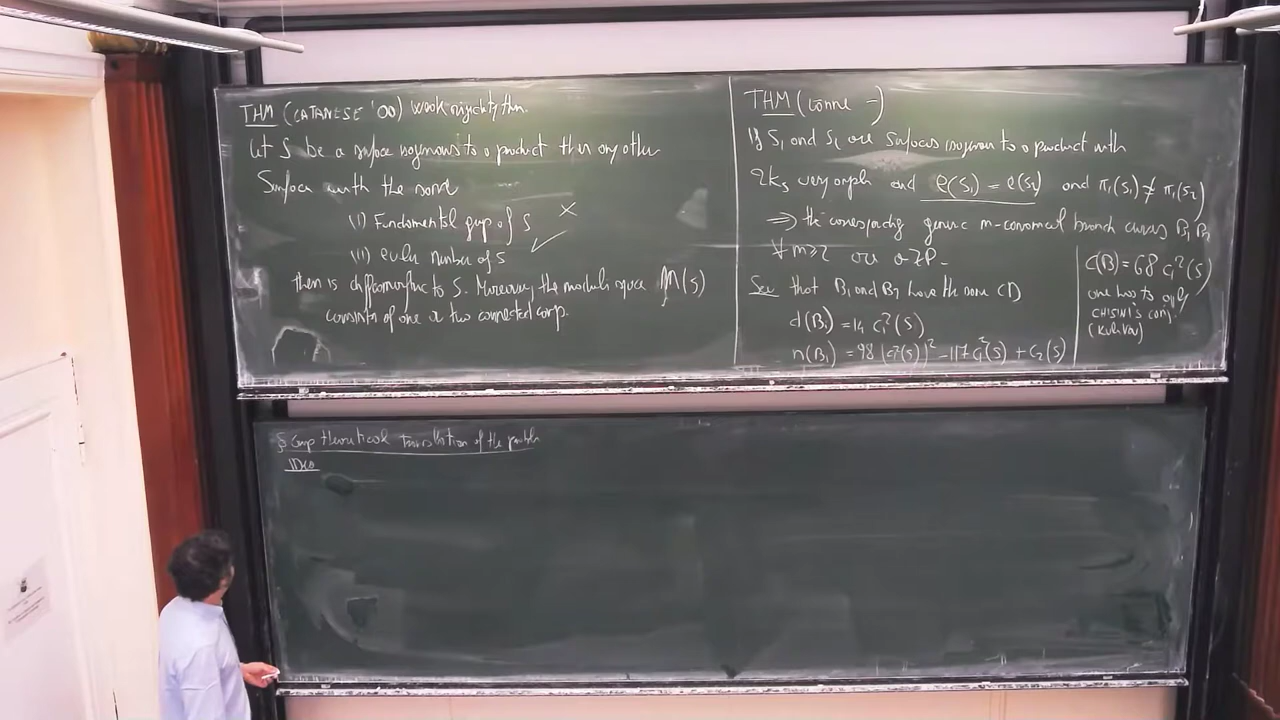 THM (CATANESE '00) Weak rigidity thm.
Let S be a surface isogenous to a product then any other
Surface with the same
(i) Fundamental group of S ×
(ii) euler number of S ✓
then is diffeomorphic to S. Moreover, the moduli space M(S)
consists of one or two connected comp.
THM (Lönne –)
If S₁ and S₂ are surfaces isogenous to a product with
2K_S very ample and e(S₁) = e(S₂) and π₁(S₁) ≠ π₁(S₂)
⇒ the corresponding generic m-canonical branch curves B₁ B₂
∀ m≥2 are a ZP.
See that B₁ and B₂ have the same CD
d(B₁) = 14 c₁²(S)
n(B₁) = 98 (c₁²(S))² – 117 c₁²(S) + c₂(S)
c(B) = 68 c₁²(S)
one has to apply
CHISINI'S conj.
(Kulikov)
§ Group theoretical translation of the problem
IDEA